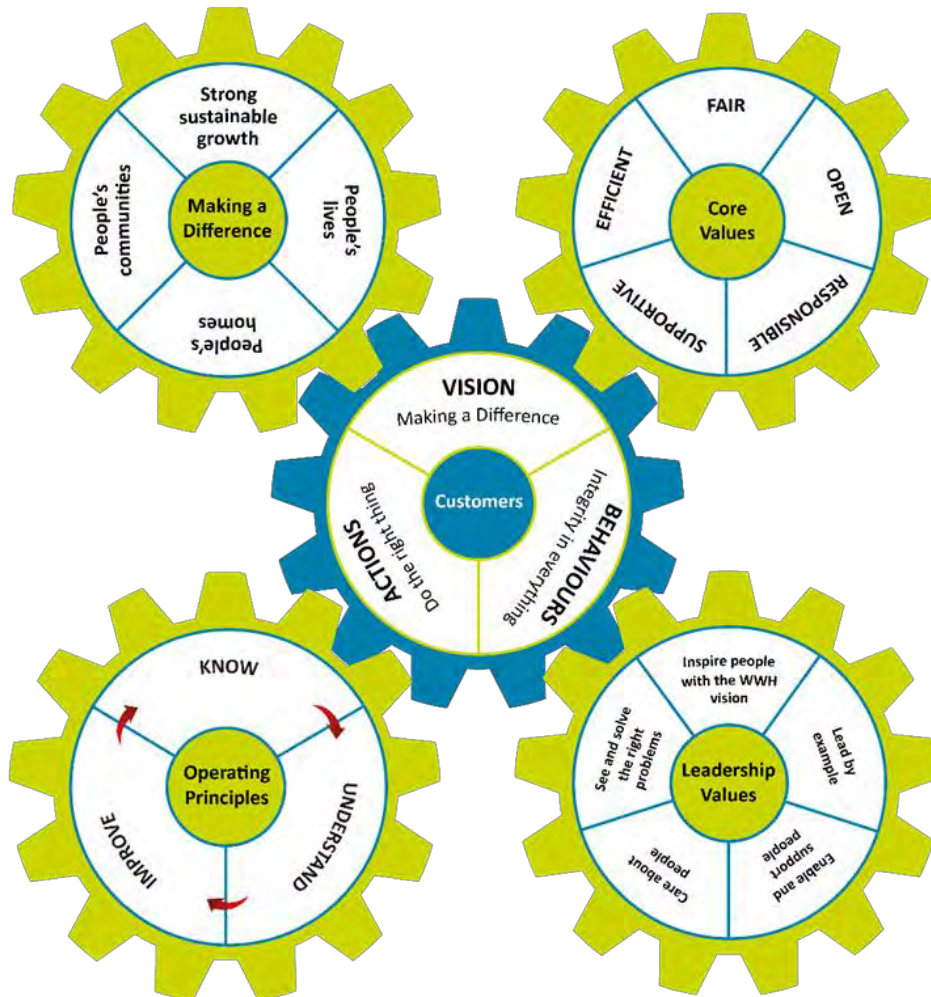 Strong
sustainable
growth
People's
lives
People's
homes
People's
communities
Making a
Difference
FAIR
OPEN
RESPONSIBLE
SUPPORTIVE
EFFICIENT
Core
Values
VISION
Making a Difference
BEHAVIOURS
Integrity in everything
ACTIONS
Do the right thing
Customers
KNOW
UNDERSTAND
IMPROVE
Operating
Principles
Inspire people
with the WWH
vision
Lead by
example
Enable and
support
people
Care about
people
See and solve
the right
problems
Leadership
Values